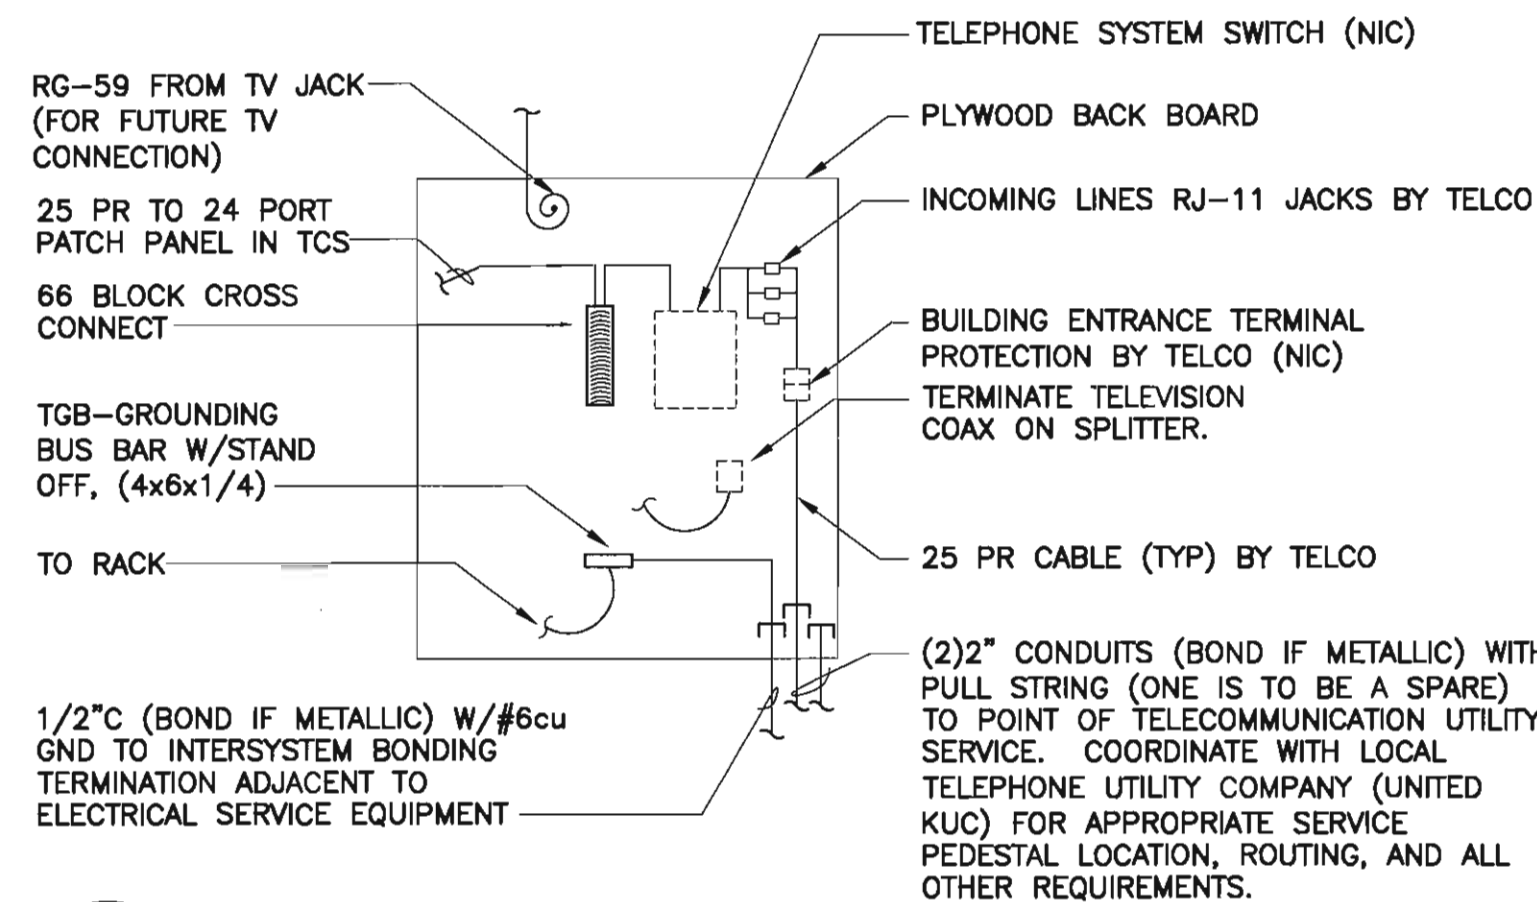 RG-59 FROM TV JACK
(FOR FUTURE TV
CONNECTION)
25 PR TO 24 PORT
PATCH PANEL IN TCS
66 BLOCK CROSS
CONNECT
TGB-GROUNDING
BUS BAR W/STAND
OFF, (4x6x1/4)
TO RACK
1/2"C (BOND IF METALLIC) W/#6cu
GND TO INTERSYSTEM BONDING
TERMINATION ADJACENT TO
ELECTRICAL SERVICE EQUIPMENT
TELEPHONE SYSTEM SWITCH (NIC)
PLYWOOD BACK BOARD
INCOMING LINES RJ-11 JACKS BY TELCO
BUILDING ENTRANCE TERMINAL
PROTECTION BY TELCO (NIC)
TERMINATE TELEVISION
COAX ON SPLITTER.
25 PR CABLE (TYP) BY TELCO
(2)2" CONDUITS (BOND IF METALLIC) WITH
PULL STRING (ONE IS TO BE A SPARE)
TO POINT OF TELECOMMUNICATION UTILITY
SERVICE. COORDINATE WITH LOCAL
TELEPHONE UTILITY COMPANY (UNITED
KUC) FOR APPROPRIATE SERVICE
PEDESTAL LOCATION, ROUTING, AND ALL
OTHER REQUIREMENTS.